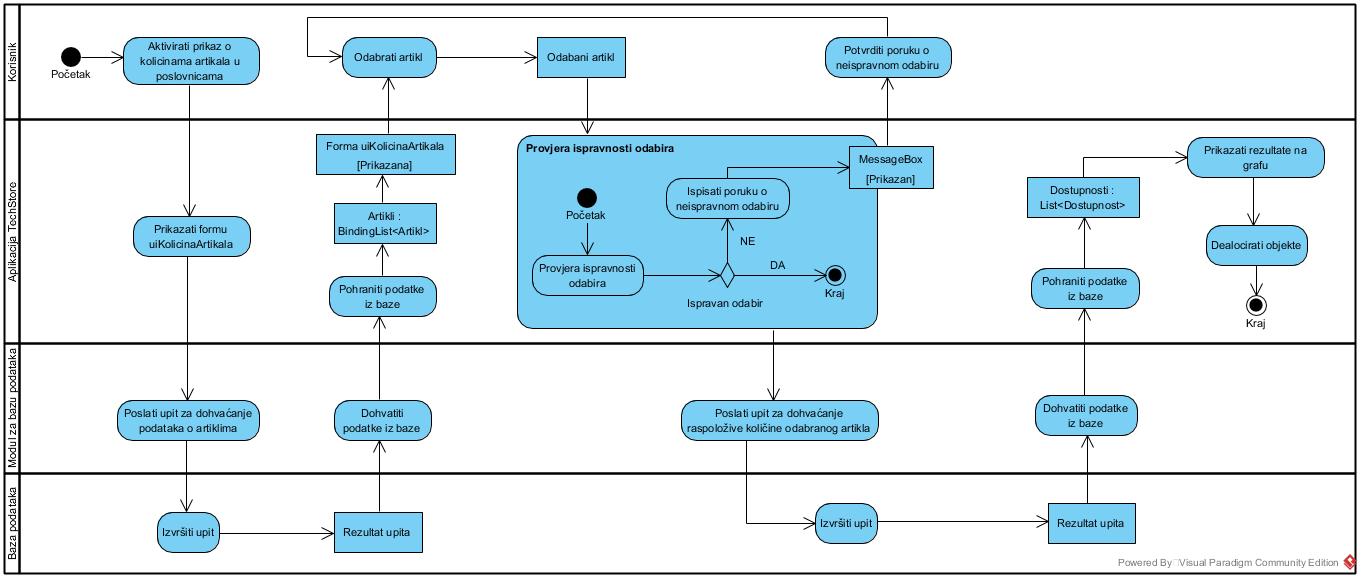 Korisnik
Početak
Aktivirati prikaz o
kolicinama artikala u
poslovnicama
Odabrati artikl
Odabani artikl
Potvrditi poruku o
neispravnom odabiru
Aplikacija TechStore
Prikazati formu
uiKolicinaArtikala
Forma uiKolicinaArtikala
[Prikazana]
Artikli :
BindingList<Artikl>
Pohraniti podatke
iz baze
Provjera ispravnosti odabira
Početak
Provjera ispravnosti
odabira
Ispisati poruku o
neispravnom odabiru
NE
DA
Ispravan odabir
Kraj
MessageBox
[Prikazan]
Dostupnosti :
List<Dostupnost>
Pohraniti podatke
iz baze
Prikazati rezultate na
grafu
Dealocirati objekte
Kraj
Modul za bazu podataka
Poslati upit za dohvaćanje
podataka o artiklima
Dohvatiti
podatke iz baze
Poslati upit za dohvaćanje
raspoložive količine odabranog artikla
Dohvatiti podatke
iz baze
Baza podataka
Izvršiti upit
Rezultat upita
Izvršiti upit
Rezultat upita
Powered By Visual Paradigm Community Edition